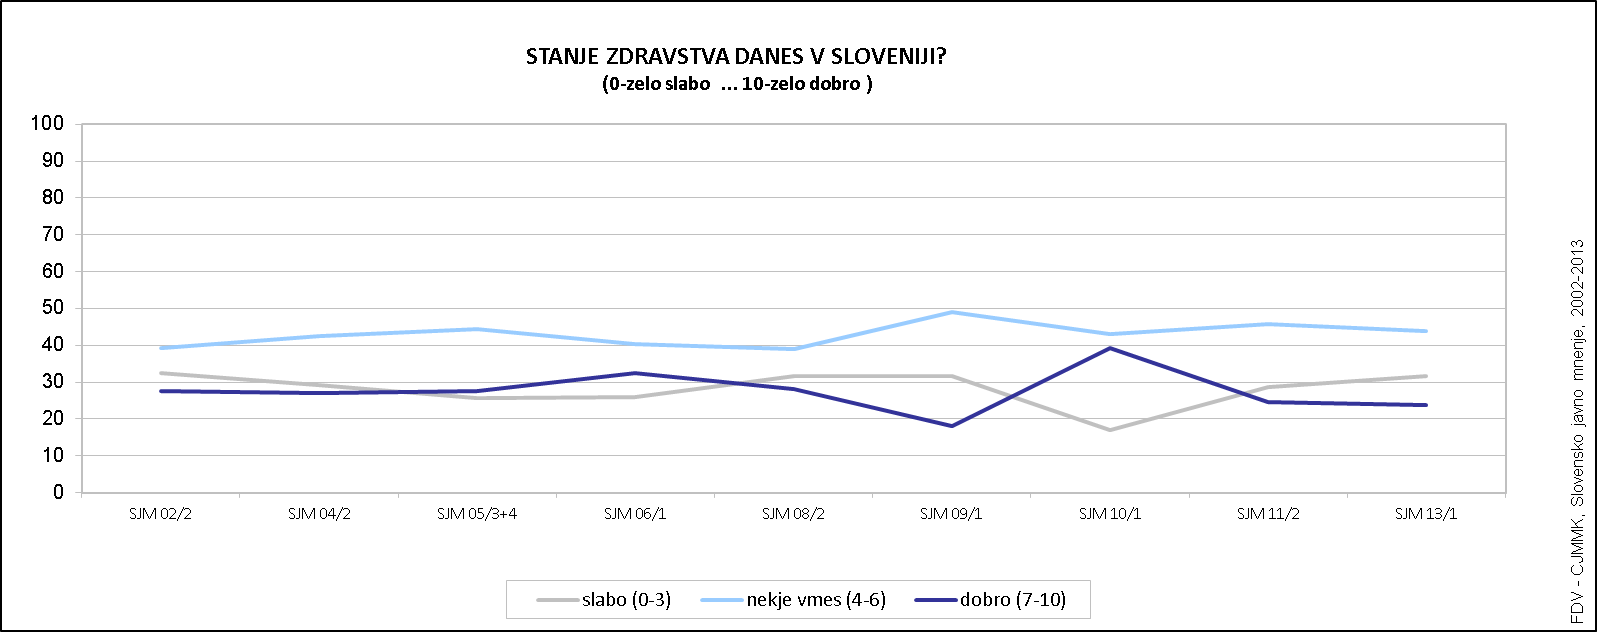 STANJE ZDRAVSTVA DANES V SLOVENIJI?
(0-zelo slabo ... 10-zelo dobro )
100
90
80
70
60
50
40
30
20
10
0
SJM 02/2 SJM 04/2 SJM 05/3+4 SJM 06/1 SJM 08/2 SJM 09/1 SJM 10/1 SJM 11/2 SJM 13/1
slabo (0-3) nekje vmes (4-6) dobro (7-10)
FDV - CJMMK, Slovensko javno mnenje, 2002-2013